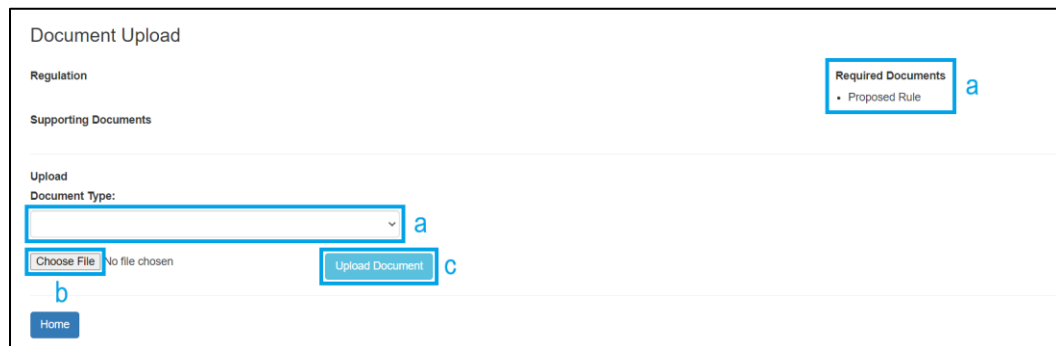 Document Upload
Regulation
Required Documents
• Proposed Rule
a
Supporting Documents
Upload
Document Type:
a
Choose File No file chosen
Upload Document
c
b
Home